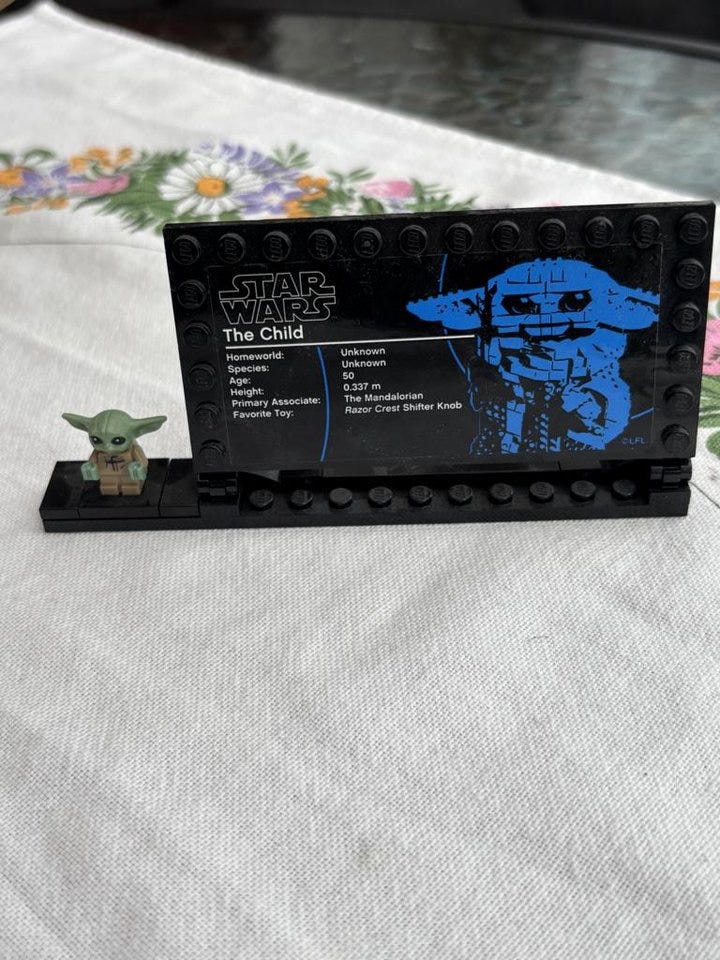 STAR
WARS
The Child
Homeworld: Unknown
Species: Unknown
Age: 50
Height: 0.337 m
Primary Associate: The Mandalorian
Favorite Toy: Razor Crest Shifter Knob
©LFL